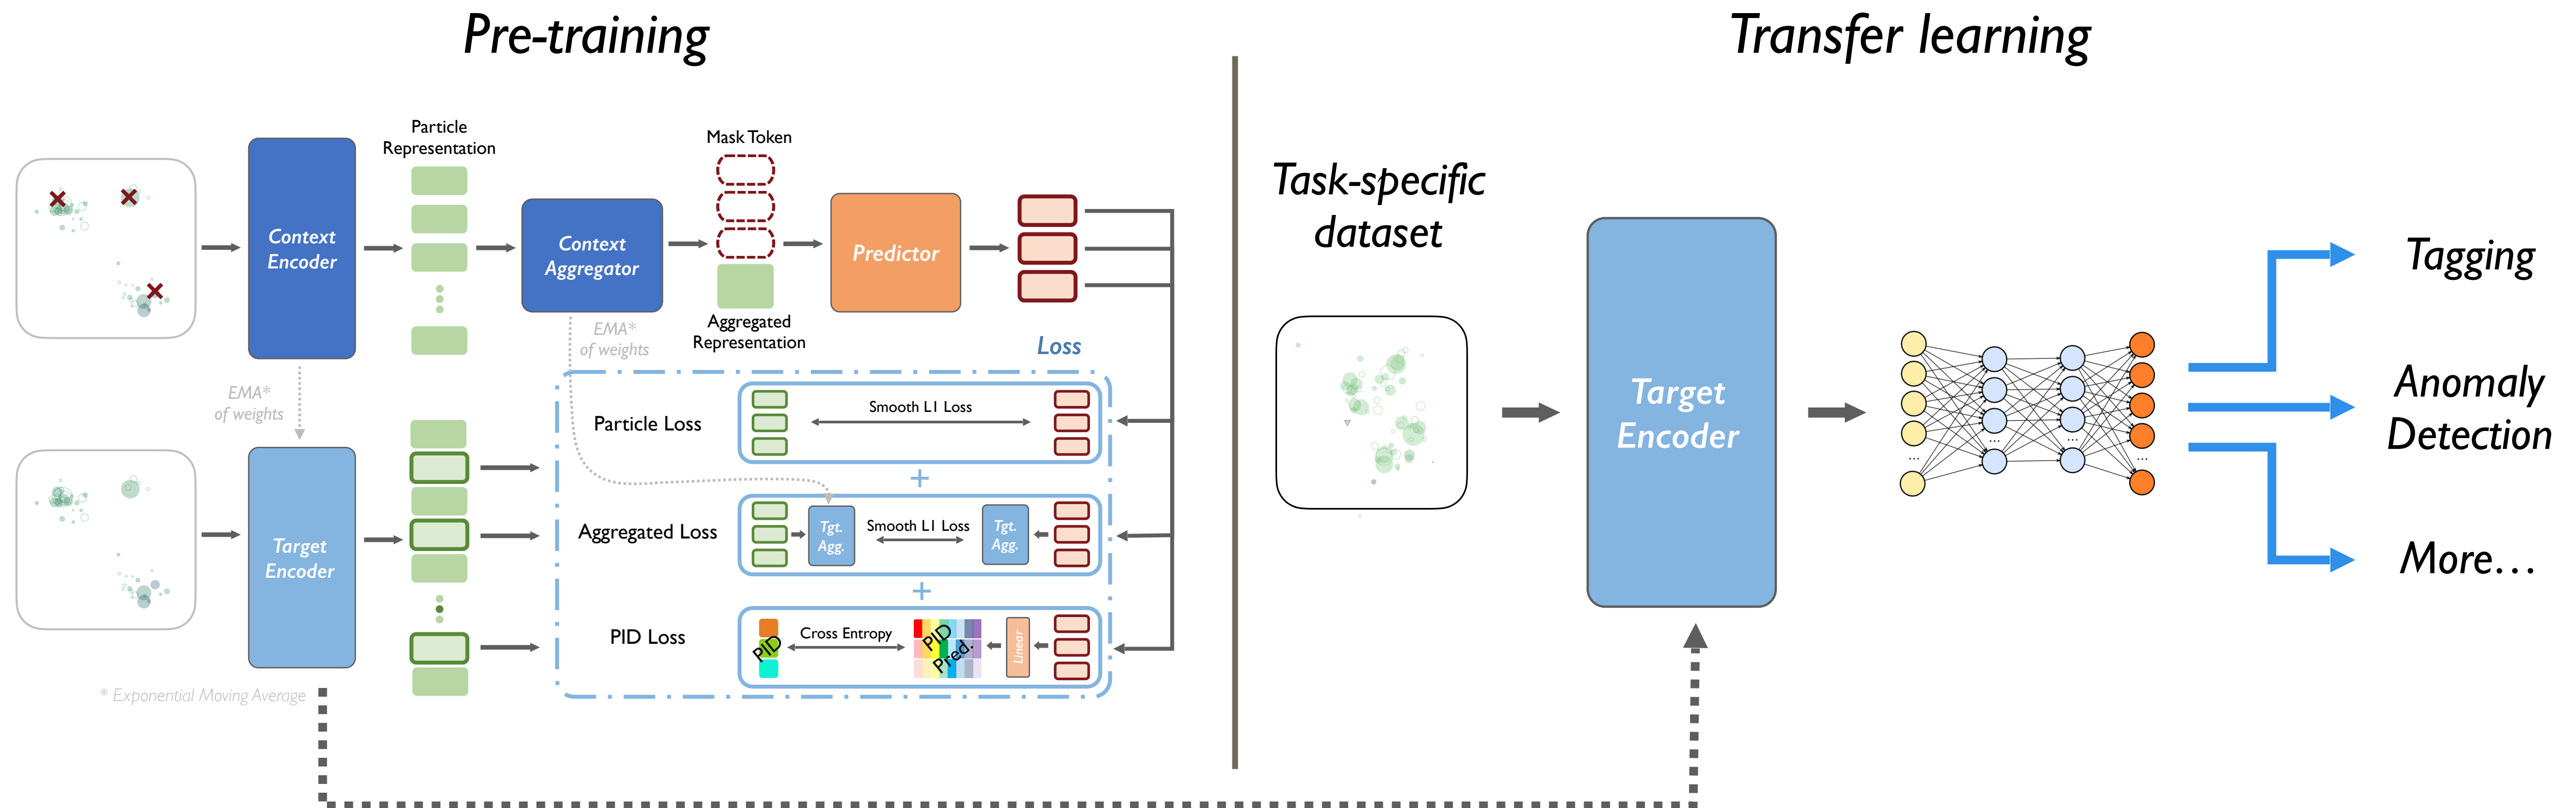 Pre-training
Transfer learning
Particle
Representation
Mask Token
Context
Encoder
Context
Aggregator
Predictor
Aggregated
Representation
EMA*
of weights
EMA*
of weights
Loss
Particle Loss
Smooth L1 Loss
+
Target
Encoder
Aggregated Loss
Tgt.
Agg.
Smooth L1 Loss
Tgt.
Agg.
+
PID Loss
PID
Cross Entropy
PID
Pred.
Linear
* Exponential Moving Average
Task-specific
dataset
Target
Encoder
...
...
...
...
Tagging
Anomaly
Detection
More...